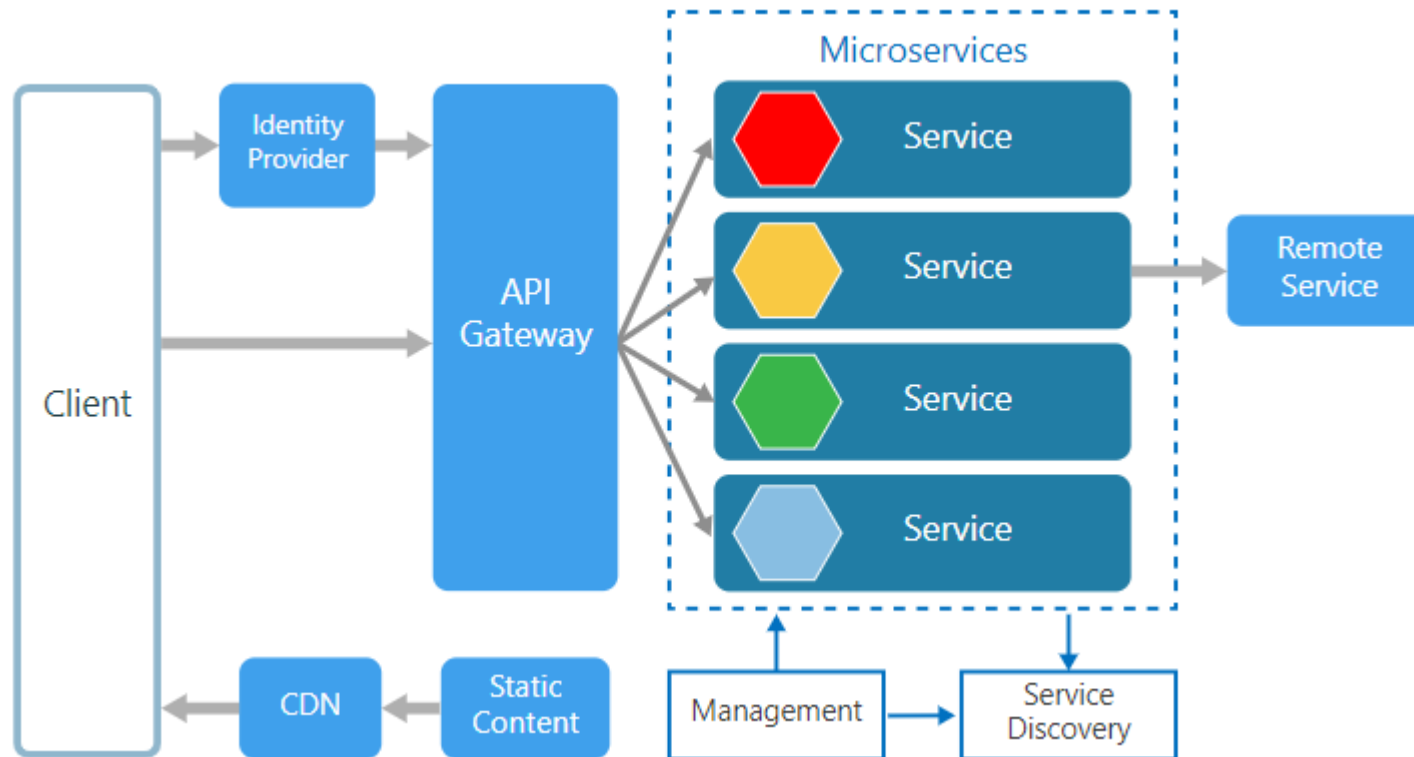 Microservices
Client
Identity
Provider
API
Gateway
Service
Service
Service
Service
Remote
Service
CDN
Static
Content
Management
Service
Discovery